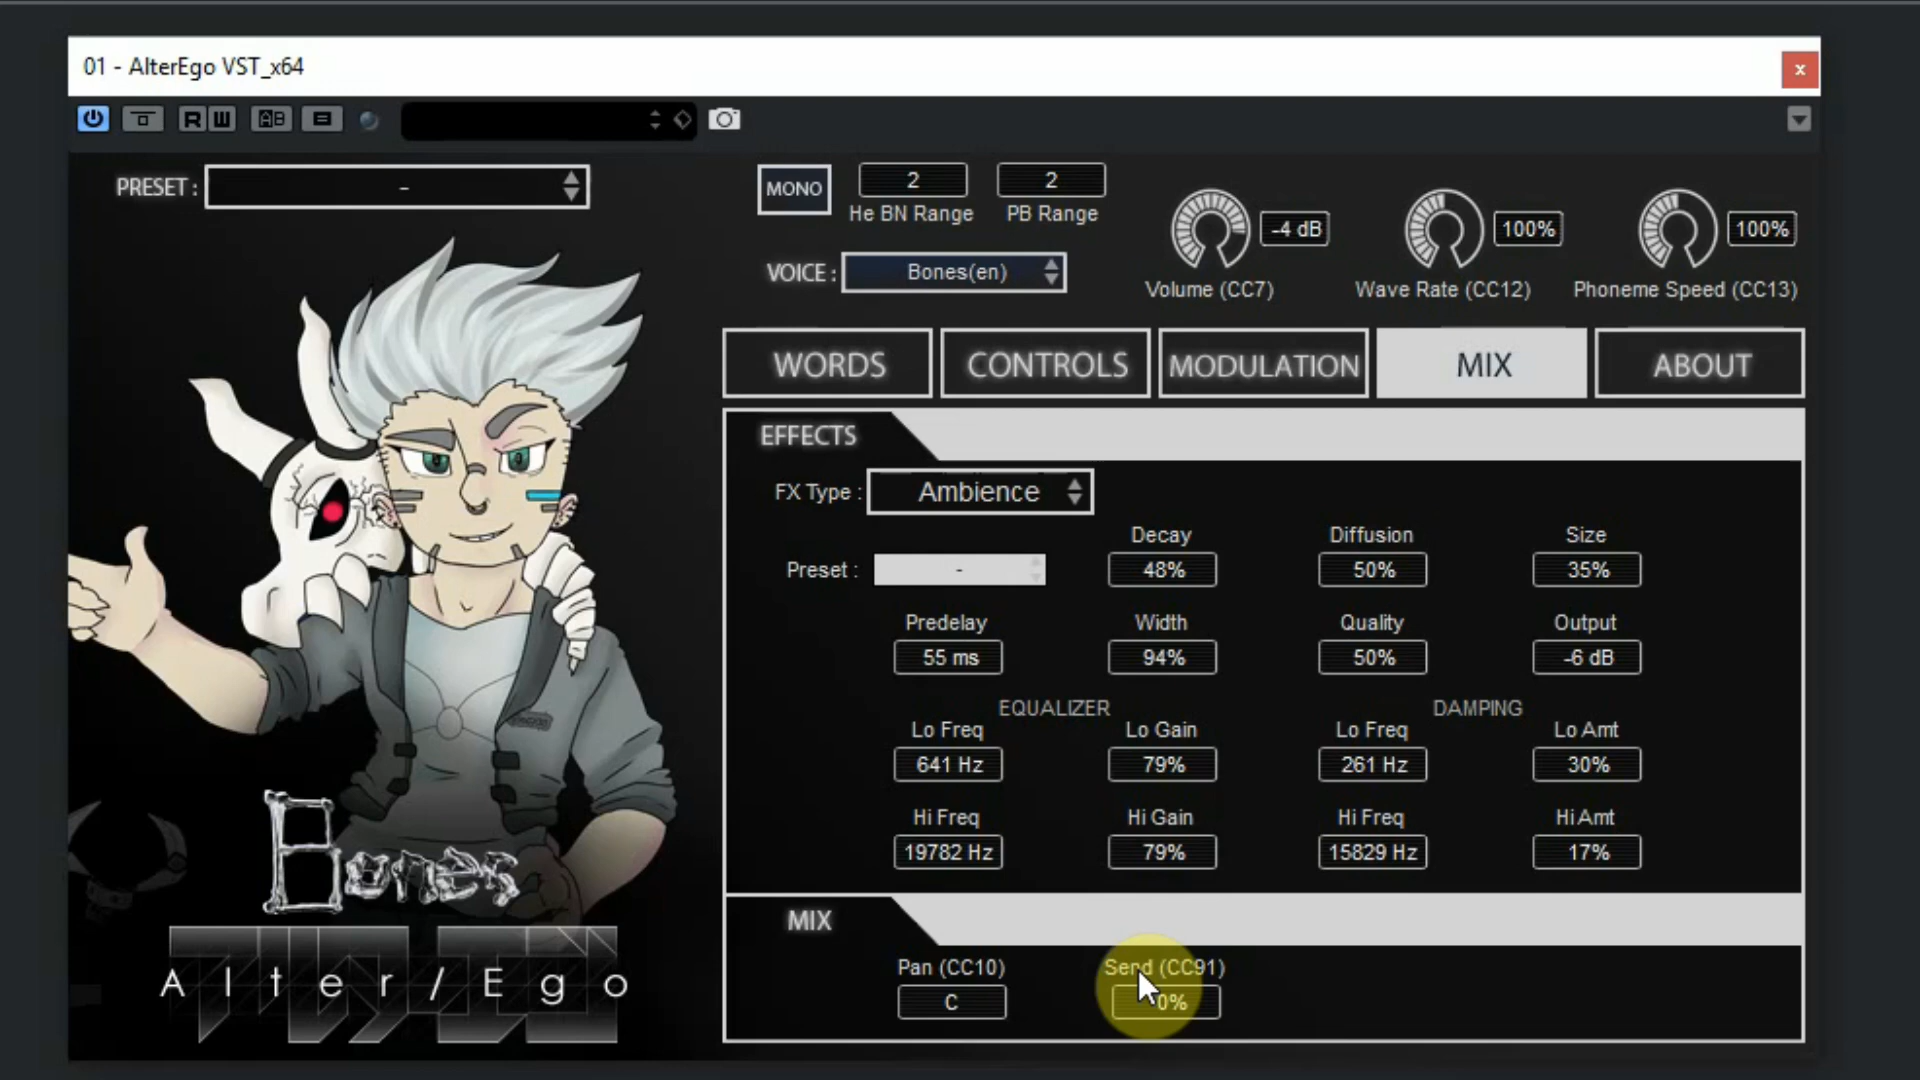 01 - AlterEgo VST_x64
R W AB
PRESET : -
MONO
2
He BN Range
2
PB Range
VOICE : Bones(en)
-4 dB
Volume (CC7)
100%
Wave Rate (CC12)
100%
Phoneme Speed (CC13)
WORDS
CONTROLS
MODULATION
MIX
ABOUT
EFFECTS
FX Type : Ambience
Preset : -
Decay
48%
Diffusion
50%
Size
35%
Predelay
55 ms
Width
94%
Quality
50%
Output
-6 dB
EQUALIZER
DAMPING
Lo Freq
641 Hz
Lo Gain
79%
Lo Freq
261 Hz
Lo Amt
30%
Hi Freq
19782 Hz
Hi Gain
79%
Hi Freq
15829 Hz
Hi Amt
17%
MIX
Pan (CC10)
C
Send (CC91)
0%
Bones
Alter/Ego